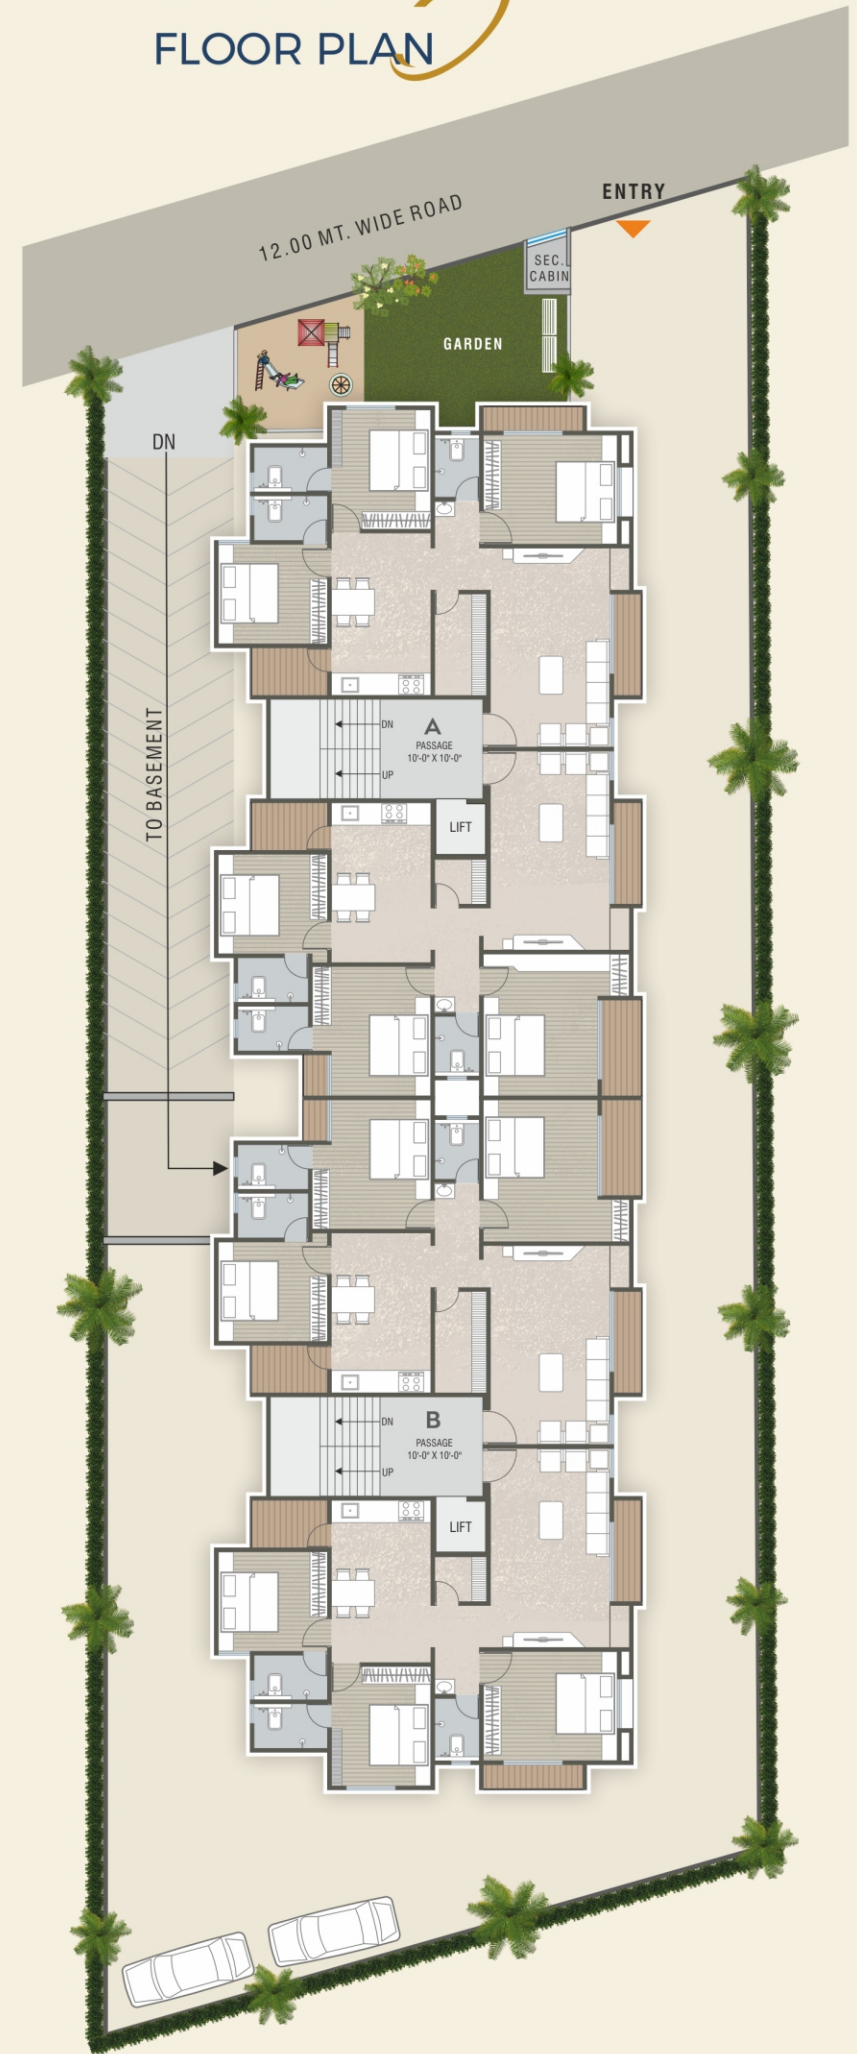 FLOOR PLAN
ENTRY
12.00 MT. WIDE ROAD
SEC.
CABIN
GARDEN
DN
TO BASEMENT
DN
UP
A
PASSAGE
10'-0" X 10'-0"
LIFT
DN
UP
B
PASSAGE
10'-0" X 10'-0"
LIFT